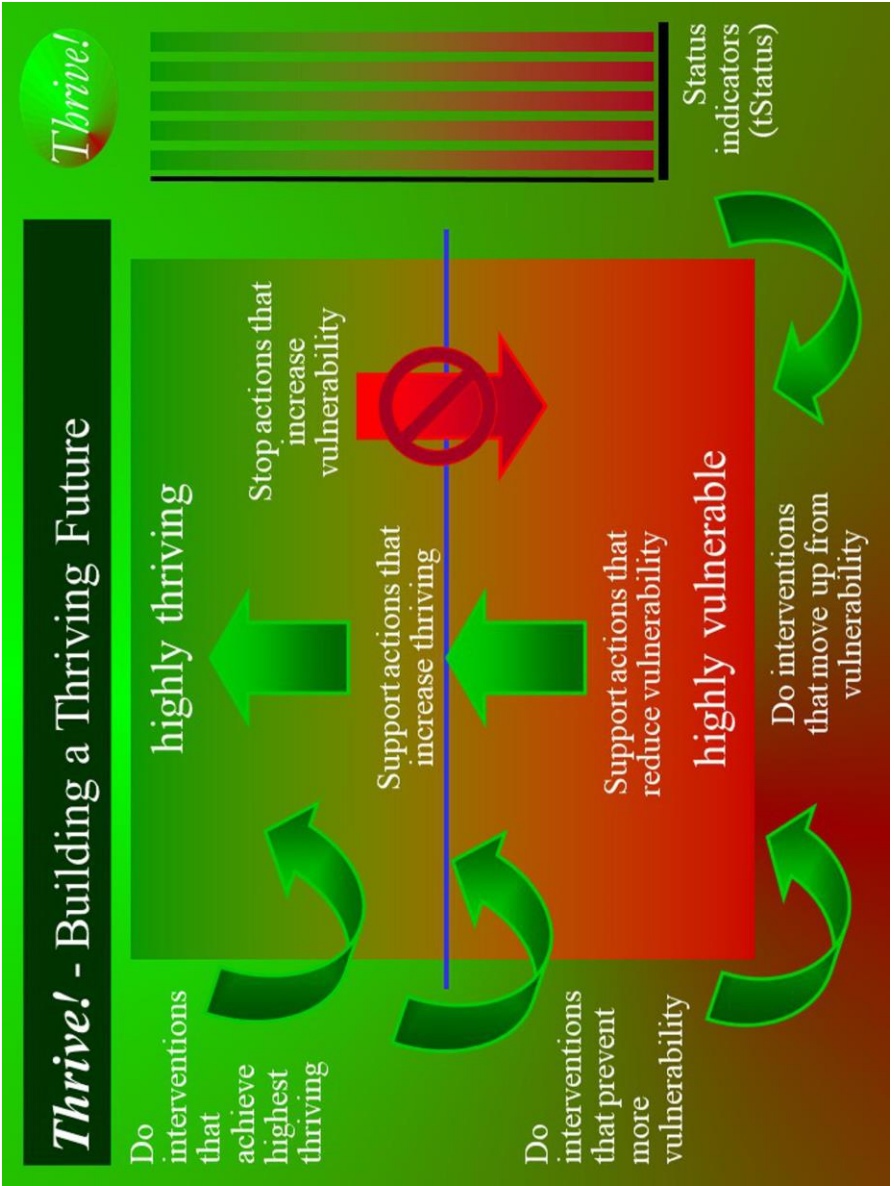 Thrive! - Building a Thriving Future
Thrive!
Do
interventions
that
achieve
highest
thriving
highly thriving
Stop actions that
increase
vulnerability
Support actions that
increase thriving
Do
interventions
that prevent
more
vulnerability
Support actions that
reduce vulnerability
highly vulnerable
Do interventions
that move up from
vulnerability
Status
indicators
(tStatus)